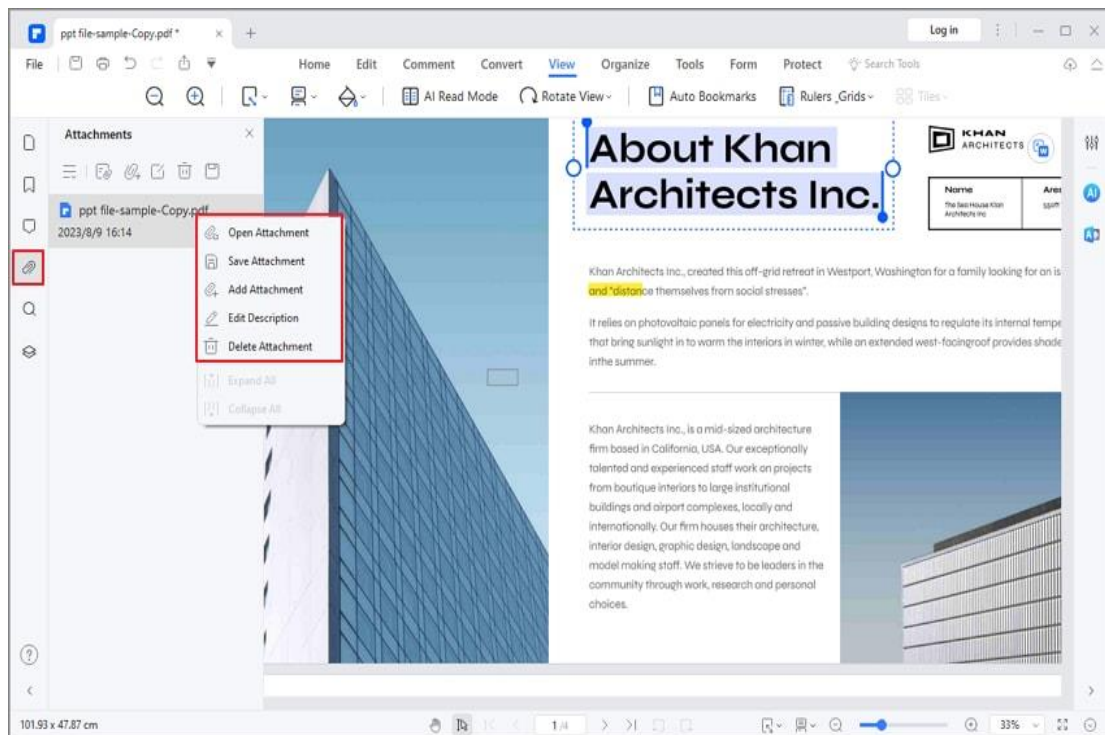 ppt file-sample-Copy.pdf *
Log in
File
Home Edit Comment Convert View Organize Tools Form Protect Search Tools
AI Read Mode Rotate View Auto Bookmarks Rulers_Grids Tiles
Attachments
ppt file-sample-Copy.pdf
2023/8/9 16:14
Open Attachment
Save Attachment
Add Attachment
Edit Description
Delete Attachment
Expand All
Collapse All
About Khan
Architects Inc.
KHAN
ARCHITECTS
Name
The Sea House Klan
Architects Inc
Khan Architects Inc., created this off-grid retreat in Westport, Washington for a family looking for an is
and "distance themselves from social stresses".
It relies on photovoltaic panels for electricity and passive building designs to regulate its internal tempe
that bring sunlight in to warm the interiors in winter, while an extended west-facingroof provides shade
inthe summer.
Khan Architects Inc., is a mid-sized architecture
firm based in California, USA. Our exceptionally
talented and experienced staff work on projects
from boutique interiors to large institutional
buildings and airport complexes, locally and
internationally. Our firm houses their architecture,
interior design, graphic design, landscape and
model making staff. We strieve to be leaders in the
community through work, research and personal
choices.
101.93 x 47.87 cm
1 /4
33%